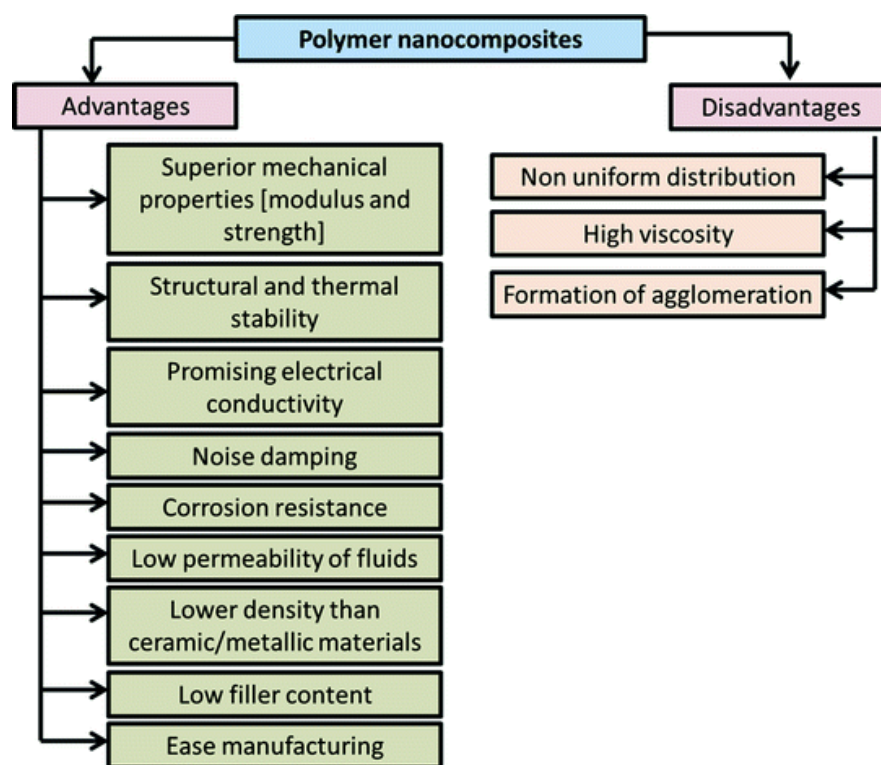 Polymer nanocomposites
Advantages
Disadvantages
Superior mechanical
properties [modulus and
strength]
Structural and thermal
stability
Promising electrical
conductivity
Noise damping
Corrosion resistance
Low permeability of fluids
Lower density than
ceramic/metallic materials
Low filler content
Ease manufacturing
Non uniform distribution
High viscosity
Formation of agglomeration